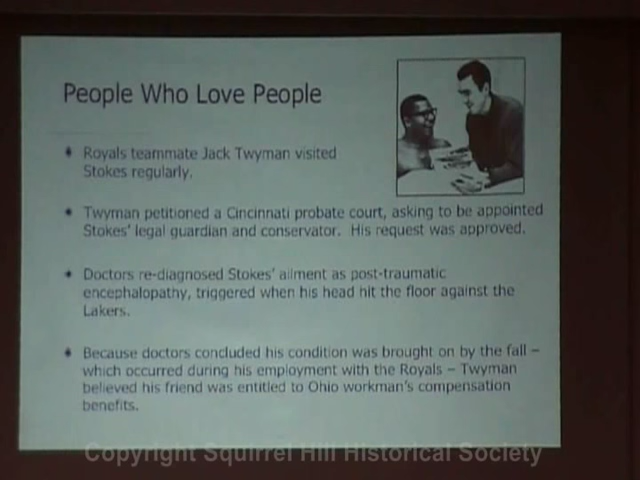 People Who Love People
Royals teammate Jack Twyman visited
Stokes regularly.
Twyman petitioned a Cincinnati probate court, asking to be appointed
Stokes' legal guardian and conservator. His request was approved.
Doctors re-diagnosed Stokes' ailment as post-traumatic
encephalopathy, triggered when his head hit the floor against the
Lakers.
Because doctors concluded his condition was brought on by the fall –
which occurred during his employment with the Royals – Twyman
believed his friend was entitled to Ohio workman's compensation
benefits.
Copyright Squirrel Hill Historical Society